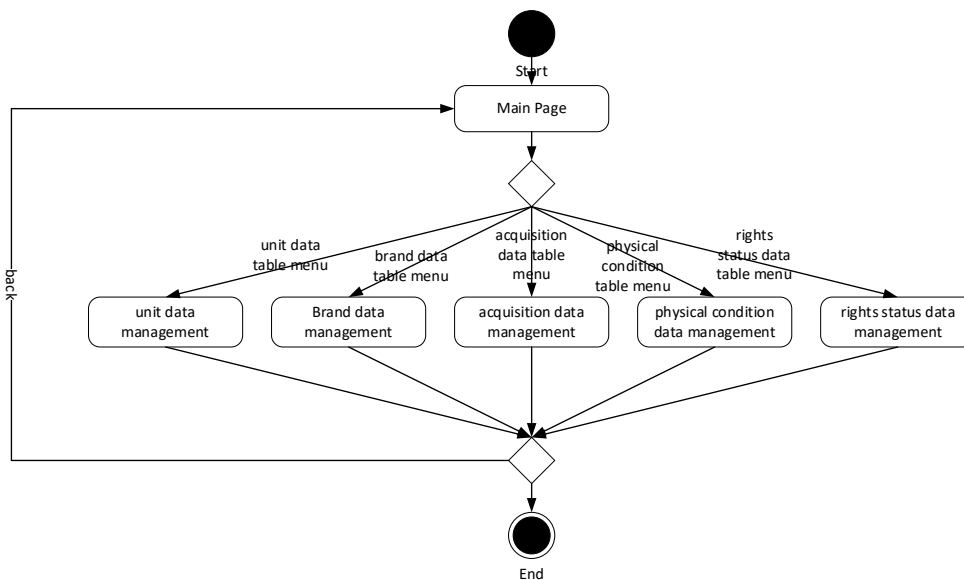 Start
Main Page
unit data
table menu
brand data
table menu
acquisition
data table
menu
physical
condition
table menu
rights
status data
table menu
back
unit data
management
Brand data
management
acquisition data
management
physical condition
data management
rights status data
management
End